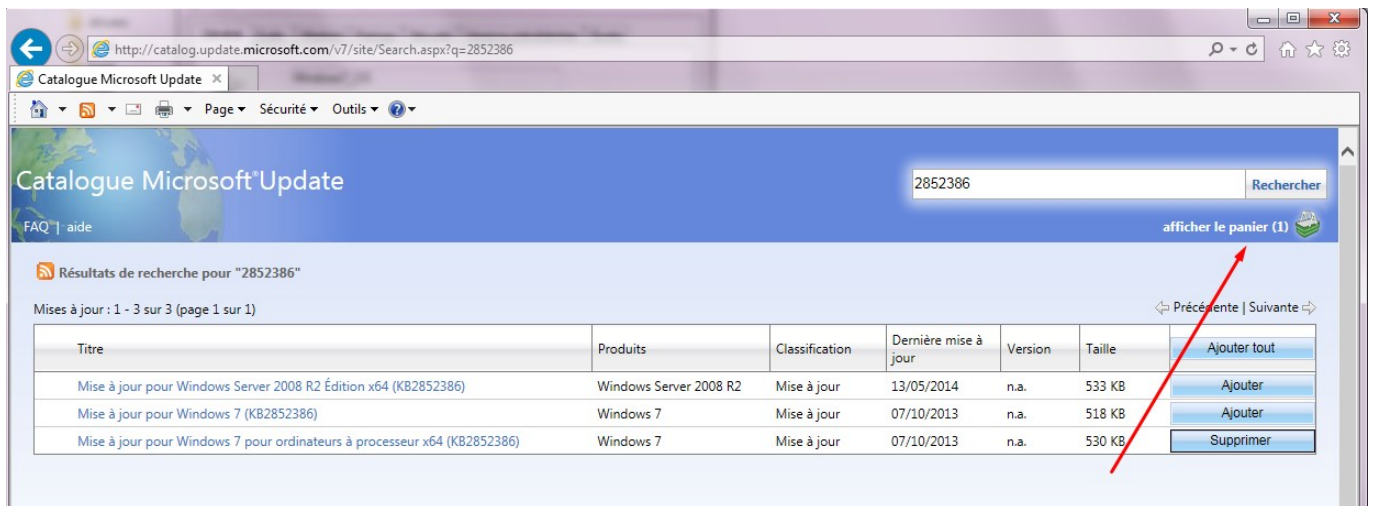 http://catalog.update.microsoft.com/v7/site/Search.aspx?q=2852386
Catalogue Microsoft Update
Page Sécurité Outils
Catalogue Microsoft®Update
2852386 Rechercher
FAQ | aide
afficher le panier (1)
Résultats de recherche pour "2852386"
Mises à jour : 1 - 3 sur 3 (page 1 sur 1)
Précédente | Suivante
Titre Produits Classification Dernière mise à jour Version Taille Ajouter tout
Mise à jour pour Windows Server 2008 R2 Édition x64 (KB2852386) Windows Server 2008 R2 Mise à jour 13/05/2014 n.a. 533 KB Ajouter
Mise à jour pour Windows 7 (KB2852386) Windows 7 Mise à jour 07/10/2013 n.a. 518 KB Ajouter
Mise à jour pour Windows 7 pour ordinateurs à processeur x64 (KB2852386) Windows 7 Mise à jour 07/10/2013 n.a. 530 KB Supprimer